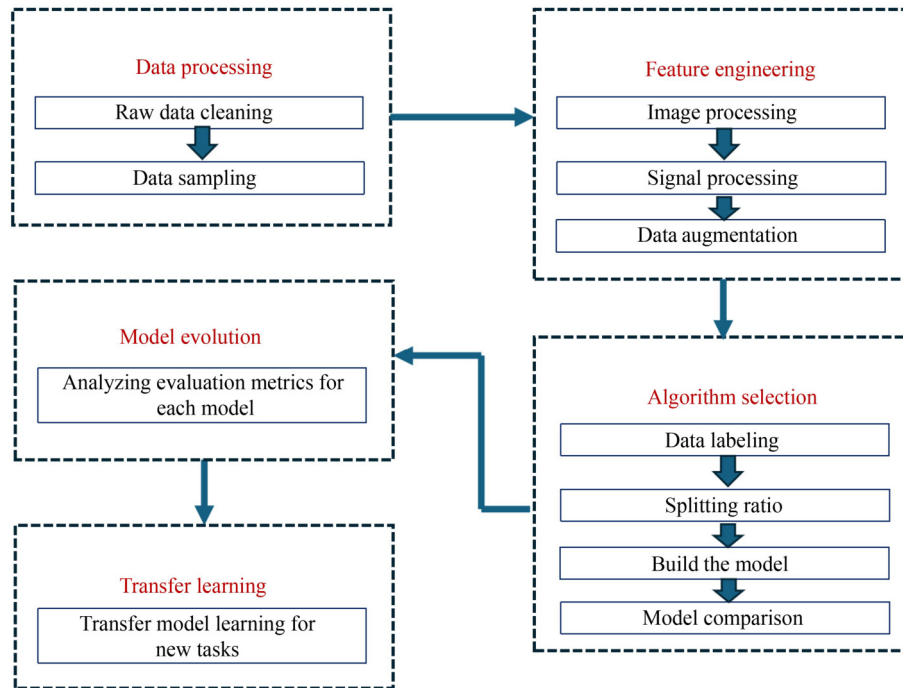 Data processing
Raw data cleaning
Data sampling
Feature engineering
Image processing
Signal processing
Data augmentation
Algorithm selection
Data labeling
Splitting ratio
Build the model
Model comparison
Model evolution
Analyzing evaluation metrics for
each model
Transfer learning
Transfer model learning for
new tasks